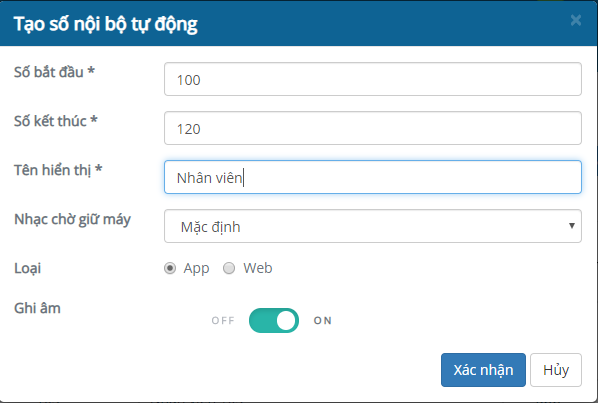 Tạo số nội bộ tự động ×
Số bắt đầu * 100
Số kết thúc * 120
Tên hiển thị * Nhân viên
Nhạc chờ giữ máy Mặc định
Loại App Web
Ghi âm OFF ON
Xác nhận Hủy